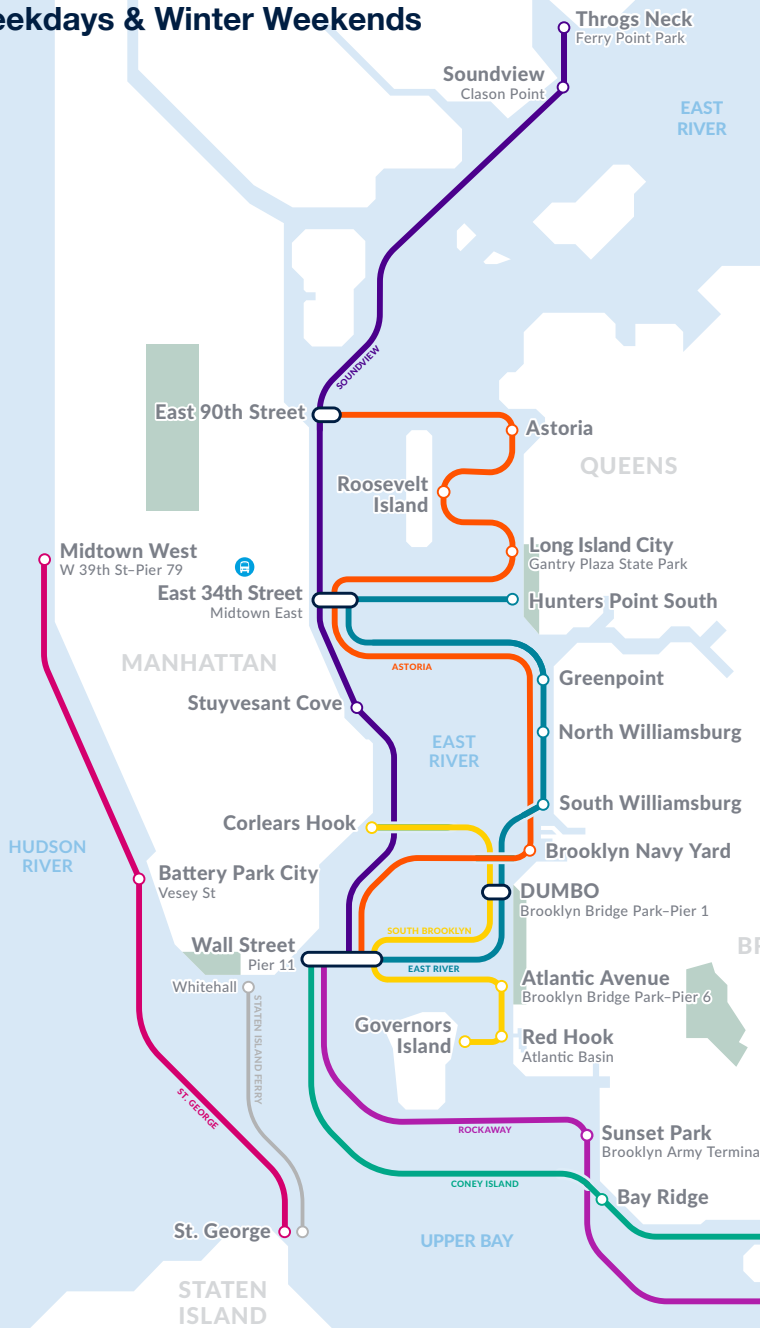 eekdays & Winter Weekends
Throgs Neck
Ferry Point Park
Soundview
Clason Point
EAST
RIVER
SOUNDVIEW
East 90th Street
Astoria
QUEENS
Roosevelt
Island
Long Island City
Gantry Plaza State Park
Midtown West
W 39th St–Pier 79
East 34th Street
Midtown East
Hunters Point South
MANHATTAN
ASTORIA
Greenpoint
Stuyvesant Cove
North Williamsburg
EAST
RIVER
South Williamsburg
Corlears Hook
HUDSON
RIVER
Brooklyn Navy Yard
Battery Park City
Vesey St
DUMBO
Brooklyn Bridge Park–Pier 1
SOUTH BROOKLYN
Wall Street
Pier 11
BR
EAST RIVER
Atlantic Avenue
Brooklyn Bridge Park–Pier 6
Whitehall
STATEN ISLAND FERRY
Governors
Island
Red Hook
Atlantic Basin
ST. GEORGE
ROCKAWAY
Sunset Park
Brooklyn Army Termina
CONEY ISLAND
Bay Ridge
St. George
UPPER BAY
STATEN
ISLAND